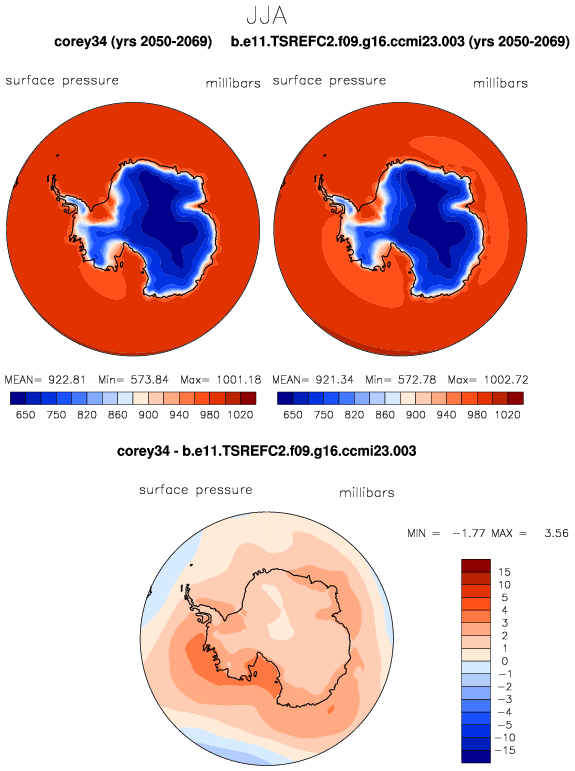 JJA
corey34 (yrs 2050-2069) b.e11.TSREFC2.f09.g16.ccmi23.003 (yrs 2050-2069)
surface pressure millibars surface pressure millibars
MEAN= 922.81 Min= 573.84 Max= 1001.18 MEAN= 921.34 Min= 572.78 Max= 1002.72
650 750 820 860 900 940 980 1020 650 750 820 860 900 940 980 1020
corey34 - b.e11.TSREFC2.f09.g16.ccmi23.003
surface pressure millibars
MIN = -1.77 MAX = 3.56
15
10
5
4
3
2
1
0
-1
-2
-3
-4
-5
-10
-15